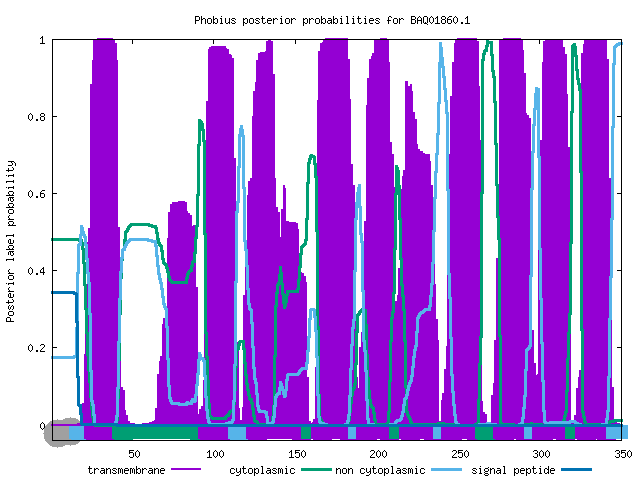 Phobius posterior probabilities for BAQ01860.1
Posterior label probability
1
0.8
0.6
0.4
0.2
0
50
100
150
200
250
300
350
transmembrane
cytoplasmic
non cytoplasmic
signal peptide